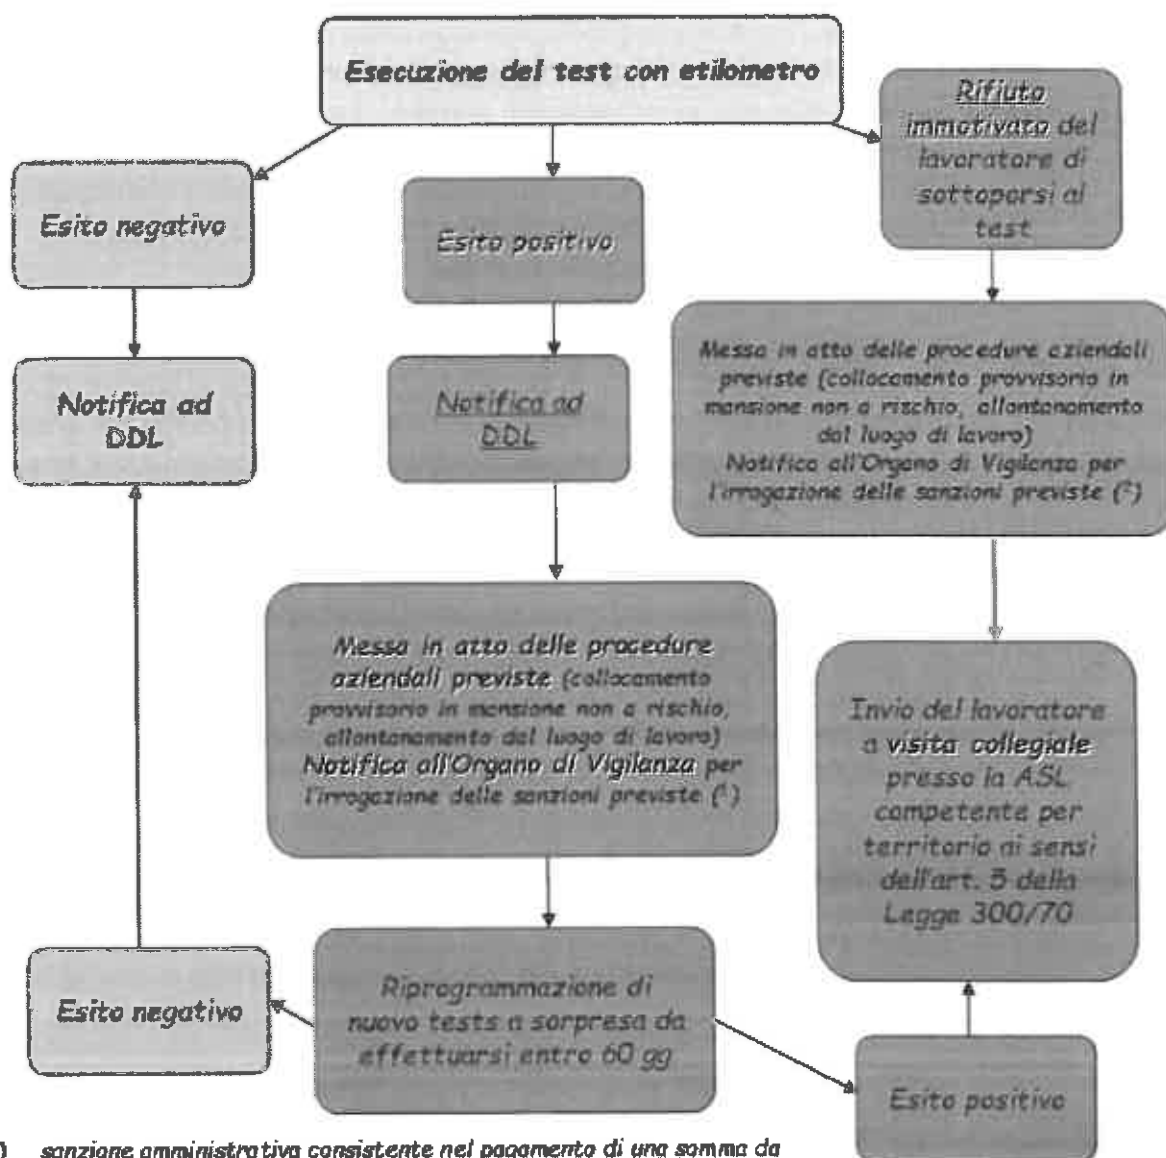 Esecuzione del test con etilometro
Rifiuto
immotivato del
lavoratore di
sottoporsi al
test
Esito negativo
Esito positivo
Notifica ad
DDL
Notifica ad
DDL
Messa in atto delle procedure aziendali
previste (collocamento provvisorio in
mansione non a rischio, allontanamento
dal luogo di lavoro)
Notifica all'Organo di Vigilanza per
l'irrogazione delle sanzioni previste (²)
Messa in atto delle procedure
aziendali previste (collocamento
provvisorio in mansione non a rischio,
allontanamento dal luogo di lavoro)
Notifica all'Organo di Vigilanza per
l'irrogazione delle sanzioni previste (¹)
Invio del lavoratore
a visita collegiale
presso la ASL
competente per
territorio ai sensi
dell'art. 5 della
Legge 300/70
Esito negativo
Riprogrammazione di
nuovo tests a sorpresa da
effettuarsi entro 60 gg
Esito positivo
sanzione amministrativa consistente nel pagamento di una somma da